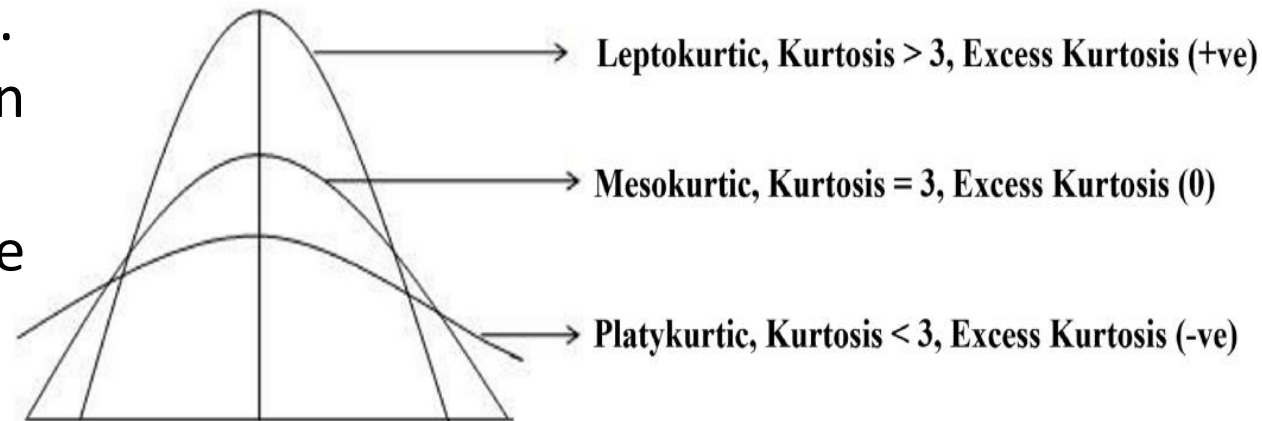 .
Leptokurtic, Kurtosis > 3, Excess Kurtosis (+ve)
n
Mesokurtic, Kurtosis = 3, Excess Kurtosis (0)
e
Platykurtic, Kurtosis < 3, Excess Kurtosis (-ve)